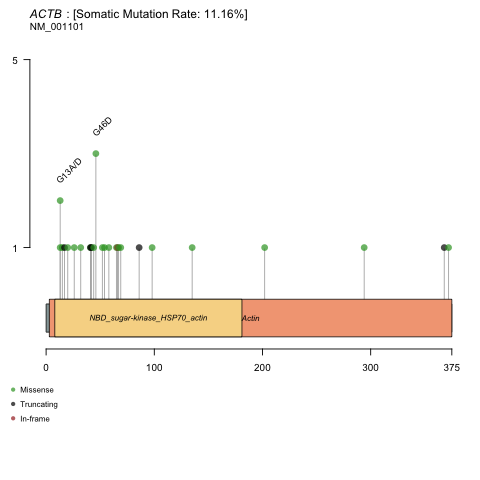 ACTB : [Somatic Mutation Rate: 11.16%]
NM_001101
5
G46D
G13A/D
1
NBD_sugar-kinase_HSP70_actin
Actin
0 100 200 300 375
Missense
Truncating
In-frame